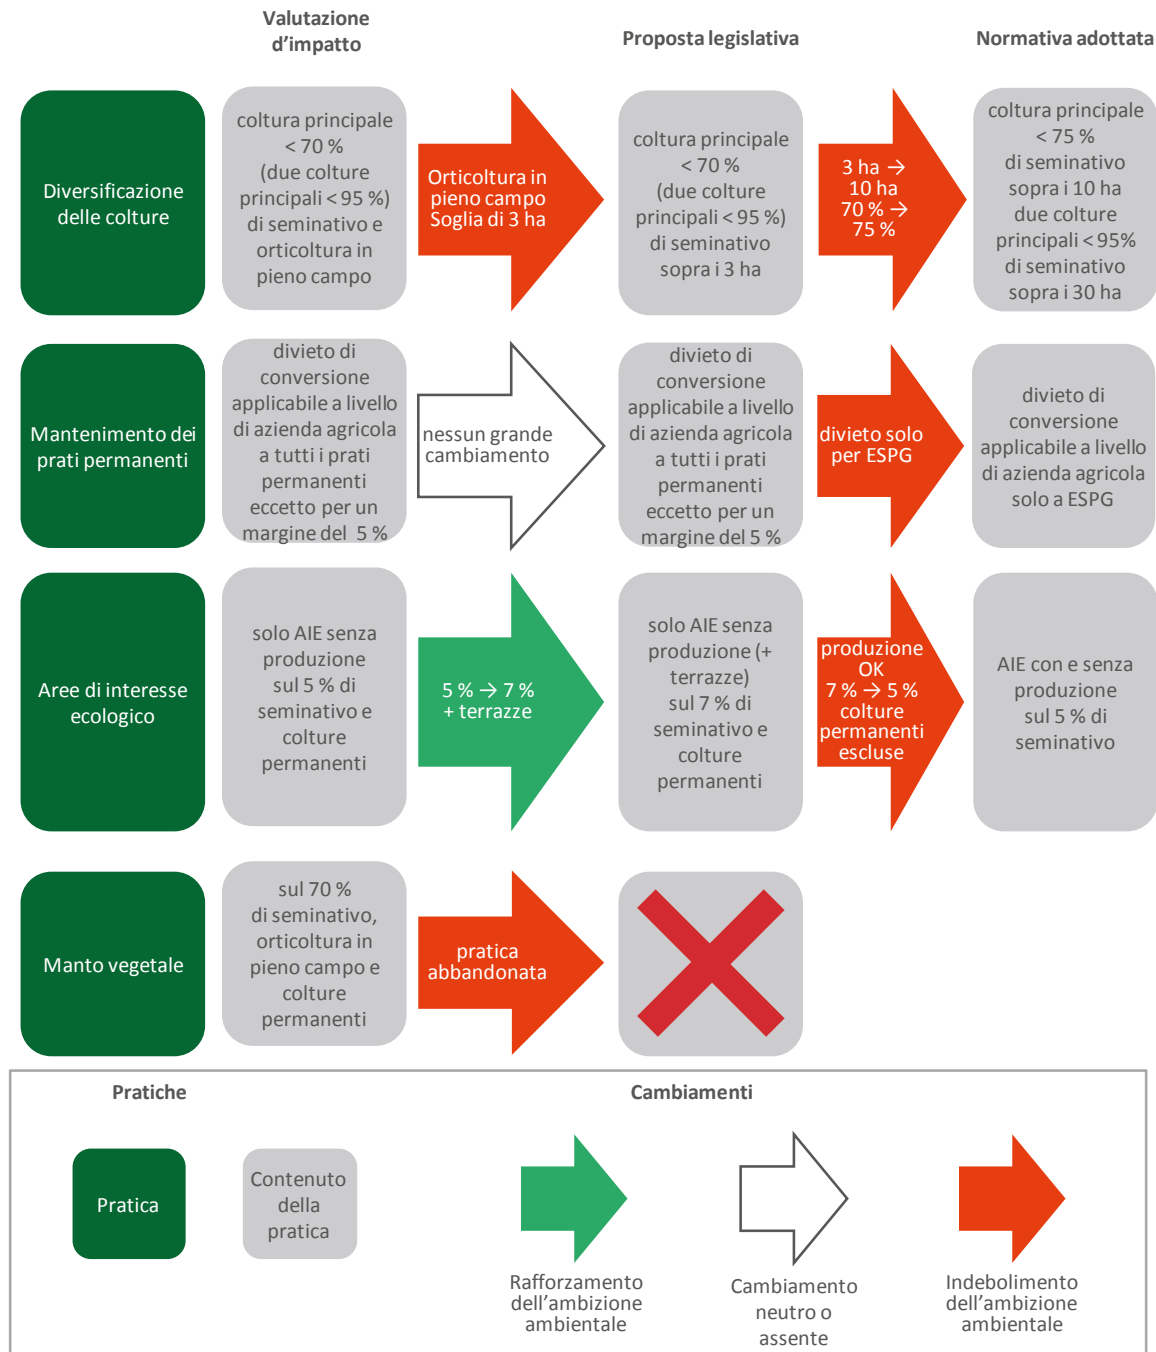 Valutazione
d'impatto
Proposta legislativa
Normativa adottata
Diversificazione
delle colture
coltura principale
< 70 %
(due colture
principali < 95 %)
di seminativo e
orticoltura in
pieno campo
Orticoltura in
pieno campo
Soglia di 3 ha
coltura principale
< 70 %
(due colture
principali < 95 %)
di seminativo
sopra i 3 ha
3 ha →
10 ha
70 % →
75 %
coltura principale
< 75 %
di seminativo
sopra i 10 ha
due colture
principali < 95%
di seminativo
sopra i 30 ha
Mantenimento dei
prati permanenti
divieto di
conversione
applicabile a livello
di azienda agricola
a tutti i prati
permanenti
eccetto per un
margine del 5 %
nessun grande
cambiamento
divieto di
conversione
applicabile a livello
di azienda agricola
a tutti i prati
permanenti
eccetto per un
margine del 5 %
divieto solo
per ESPG
divieto di
conversione
applicabile a livello
di azienda agricola
solo a ESPG
Aree di interesse
ecologico
solo AIE senza
produzione
sul 5 % di
seminativo e
colture
permanenti
5 % → 7 %
+ terrazze
solo AIE senza
produzione (+
terrazze)
sul 7 % di
seminativo e
colture
permanenti
produzione
OK
7 % → 5 %
colture
permanenti
escluse
AIE con e senza
produzione
sul 5 % di
seminativo
Manto vegetale
sul 70 %
di seminativo,
orticoltura in
pieno campo e
colture
permanenti
pratica
abbandonata
Pratiche
Cambiamenti
Pratica
Contenuto
della
pratica
Rafforzamento
dell'ambizione
ambientale
Cambiamento
neutro o
assente
Indebolimento
dell'ambizione
ambientale